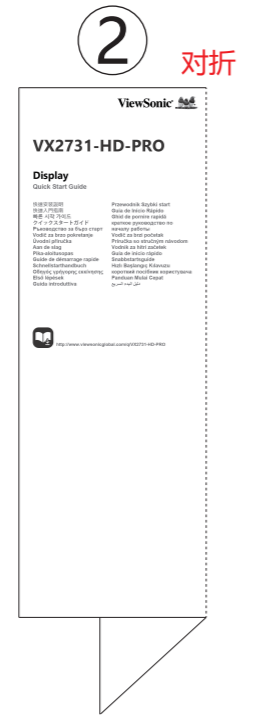 2
对折
ViewSonic
VX2731-HD-PRO
Display
Quick Start Guide
快速安裝說明
快速入門指南
빠른 시작 가이드
クイックスタートガイド
Ръководство за бърз старт
Vodič za brzo pokretanje
Úvodní příručka
Aan de slag
Pika-aloitusopas
Guide de démarrage rapide
Schnellstarthandbuch
Οδηγός γρήγορης εκκίνησης
Első lépések
Guida introduttiva
Przewodnik Szybki start
Guia de Início Rápido
Ghid de pornire rapidă
краткое руководство по
началу работы
Vodič za brzi početak
Príručka so stručným návodom
Vodnik za hitri začetek
Guía de inicio rápido
Snabbstartsguide
Hızlı Başlangıç Kılavuzu
короткий посібник користувача
Panduan Mulai Cepat
دليل البدء السريع
http://www.viewsonicglobal.com/q/VX2731-HD-PRO